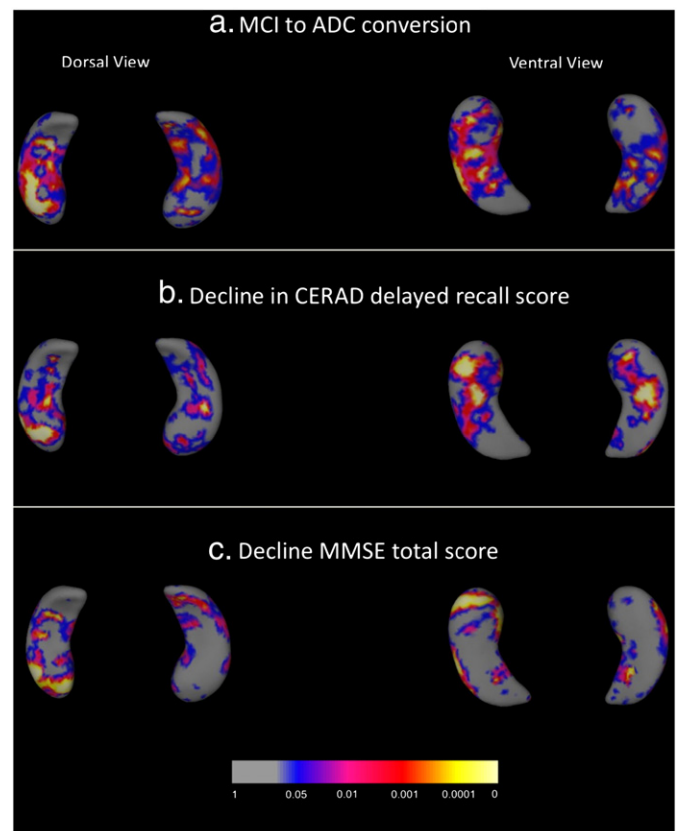 a. MCI to ADC conversion
Dorsal View
Ventral View
b. Decline in CERAD delayed recall score
c. Decline MMSE total score
1 0.05 0.01 0.001 0.0001 0